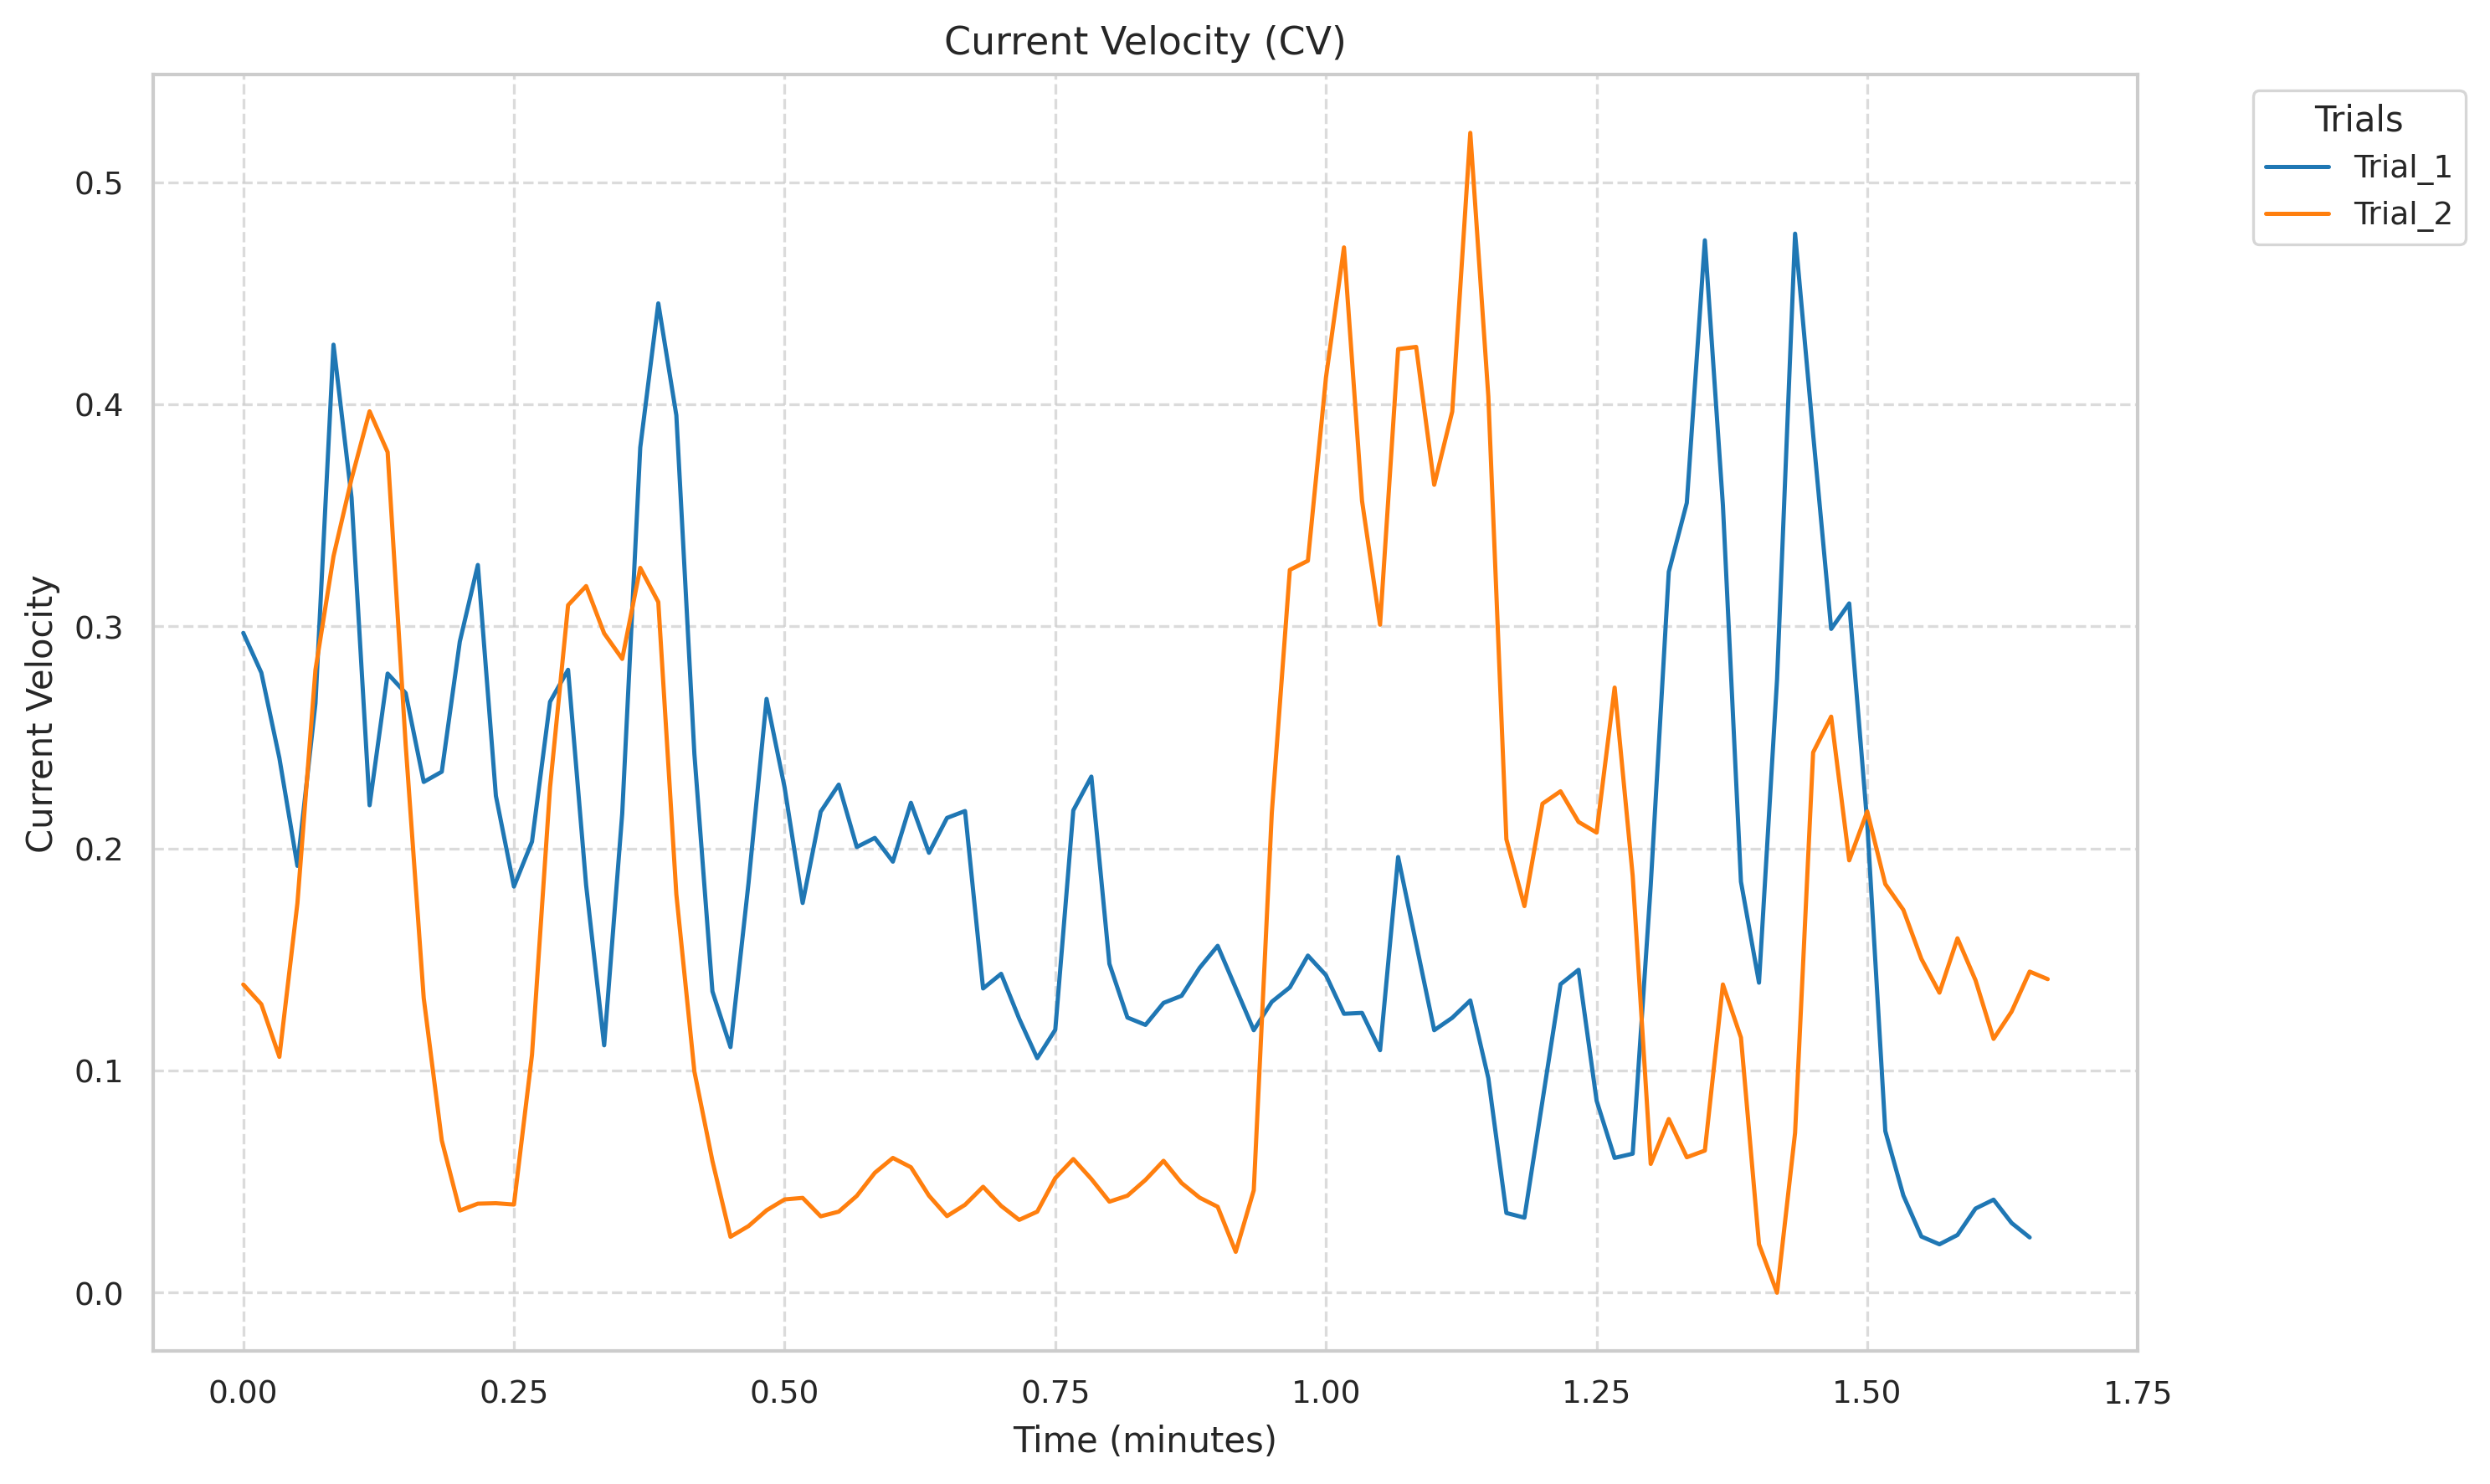 Current Velocity (CV)
Trials
Trial_1
Trial_2
Current Velocity
0.5
0.4
0.3
0.2
0.1
0.0
0.00 0.25 0.50 0.75 1.00 1.25 1.50 1.75
Time (minutes)